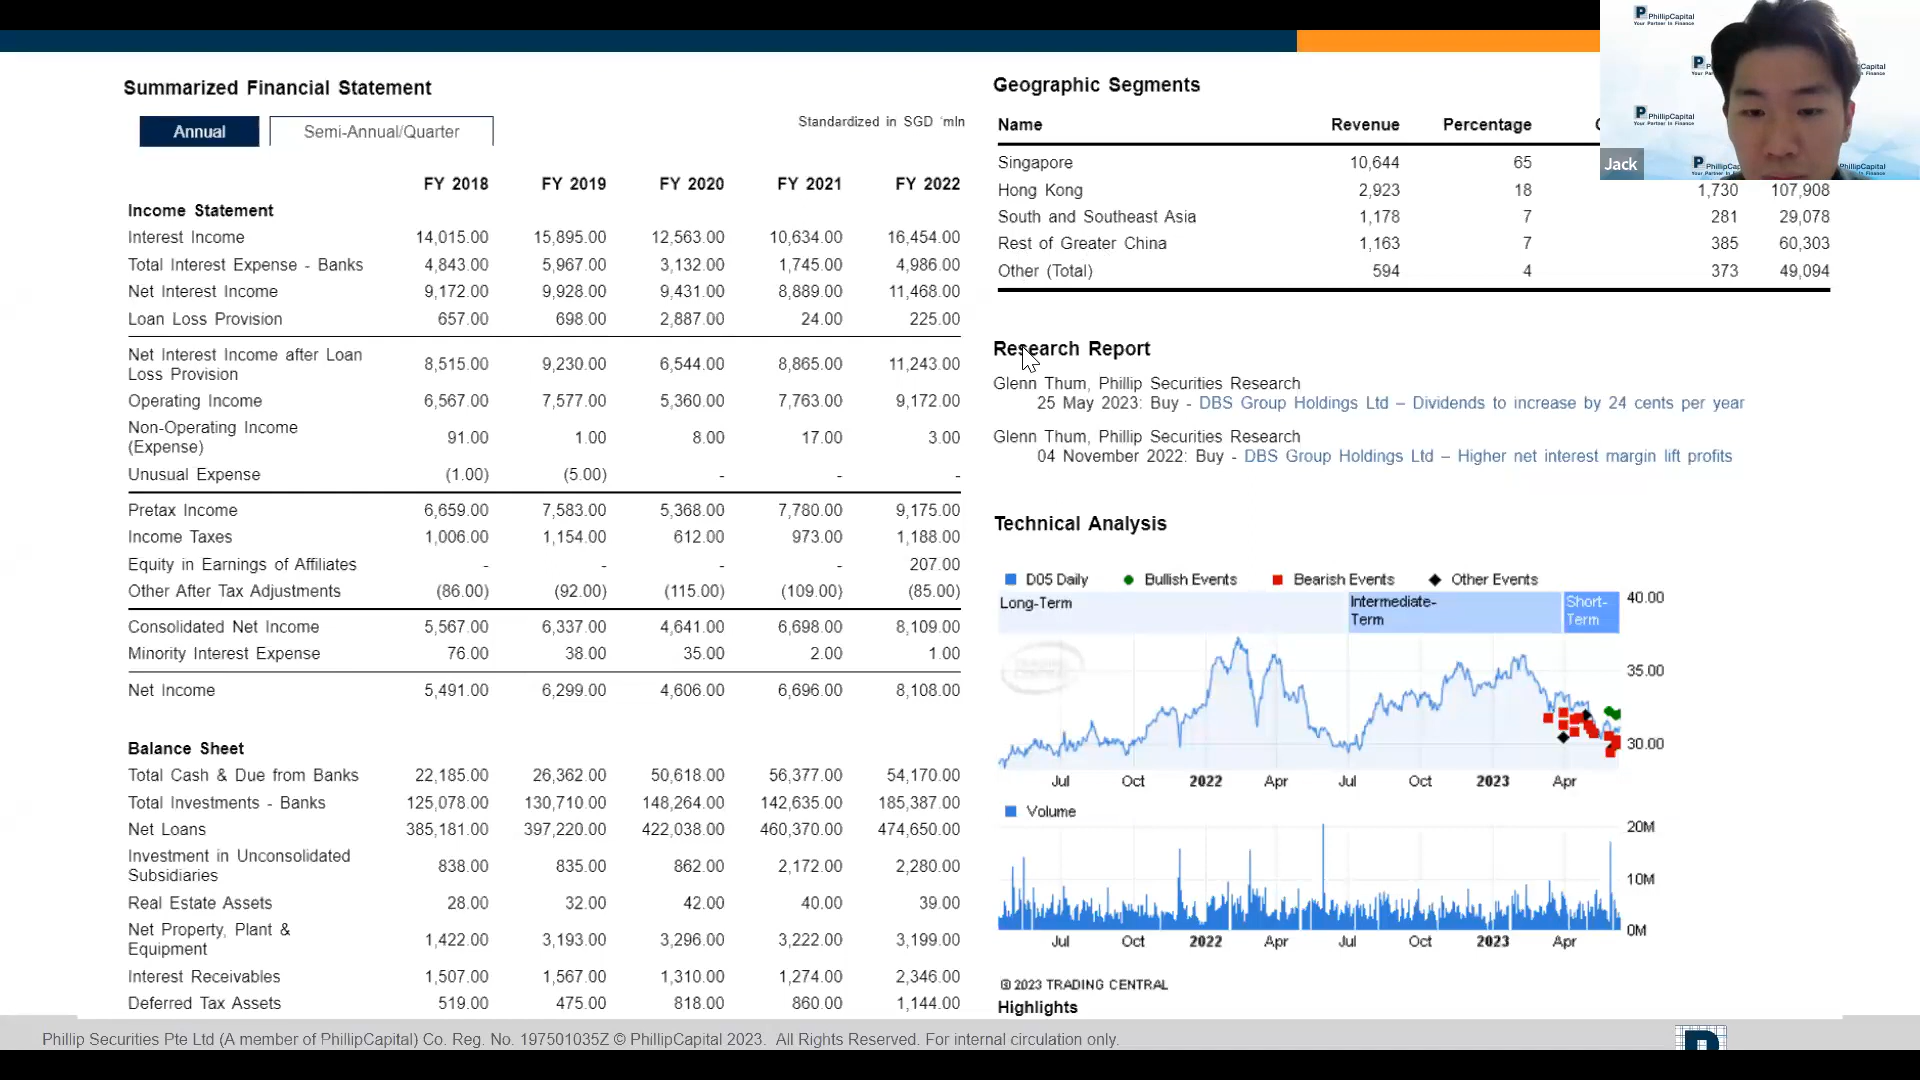 Summarized Financial Statement
Annual
Semi-Annual/Quarter
Standardized in SGD 'mln
FY 2018 FY 2019 FY 2020 FY 2021 FY 2022
Income Statement
Interest Income 14,015.00 15,895.00 12,563.00 10,634.00 16,454.00
Total Interest Expense - Banks 4,843.00 5,967.00 3,132.00 1,745.00 4,986.00
Net Interest Income 9,172.00 9,928.00 9,431.00 8,889.00 11,468.00
Loan Loss Provision 657.00 698.00 2,887.00 24.00 225.00
Net Interest Income after Loan
Loss Provision 8,515.00 9,230.00 6,544.00 8,865.00 11,243.00
Operating Income 6,567.00 7,577.00 5,360.00 7,763.00 9,172.00
Non-Operating Income
(Expense) 91.00 1.00 8.00 17.00 3.00
Unusual Expense (1.00) (5.00) - - -
Pretax Income 6,659.00 7,583.00 5,368.00 7,780.00 9,175.00
Income Taxes 1,006.00 1,154.00 612.00 973.00 1,188.00
Equity in Earnings of Affiliates - - - - 207.00
Other After Tax Adjustments (86.00) (92.00) (115.00) (109.00) (85.00)
Consolidated Net Income 5,567.00 6,337.00 4,641.00 6,698.00 8,109.00
Minority Interest Expense 76.00 38.00 35.00 2.00 1.00
Net Income 5,491.00 6,299.00 4,606.00 6,696.00 8,108.00
Balance Sheet
Total Cash & Due from Banks 22,185.00 26,362.00 50,618.00 56,377.00 54,170.00
Total Investments - Banks 125,078.00 130,710.00 148,264.00 142,635.00 185,387.00
Net Loans 385,181.00 397,220.00 422,038.00 460,370.00 474,650.00
Investment in Unconsolidated
Subsidiaries 838.00 835.00 862.00 2,172.00 2,280.00
Real Estate Assets 28.00 32.00 42.00 40.00 39.00
Net Property, Plant &
Equipment 1,422.00 3,193.00 3,296.00 3,222.00 3,199.00
Interest Receivables 1,507.00 1,567.00 1,310.00 1,274.00 2,346.00
Deferred Tax Assets 519.00 475.00 818.00 860.00 1,144.00
Geographic Segments
Name Revenue Percentage
Singapore 10,644 65
Hong Kong 2,923 18 1,730 107,908
South and Southeast Asia 1,178 7 281 29,078
Rest of Greater China 1,163 7 385 60,303
Other (Total) 594 4 373 49,094
Research Report
Glenn Thum, Phillip Securities Research
25 May 2023: Buy - DBS Group Holdings Ltd – Dividends to increase by 24 cents per year
Glenn Thum, Phillip Securities Research
04 November 2022: Buy - DBS Group Holdings Ltd – Higher net interest margin lift profits
Technical Analysis
D05 Daily Bullish Events Bearish Events Other Events
Long-Term
Intermediate-
Term
Short-
Term
40.00
35.00
30.00
Jul Oct 2022 Apr Jul Oct 2023 Apr
Volume
20M
10M
0M
Jul Oct 2022 Apr Jul Oct 2023 Apr
© 2023 TRADING CENTRAL
Highlights
PhillipCapital
Your Partner In Finance
Jack
Phillip Securities Pte Ltd (A member of PhillipCapital) Co. Reg. No. 197501035Z © PhillipCapital 2023. All Rights Reserved. For internal circulation only.